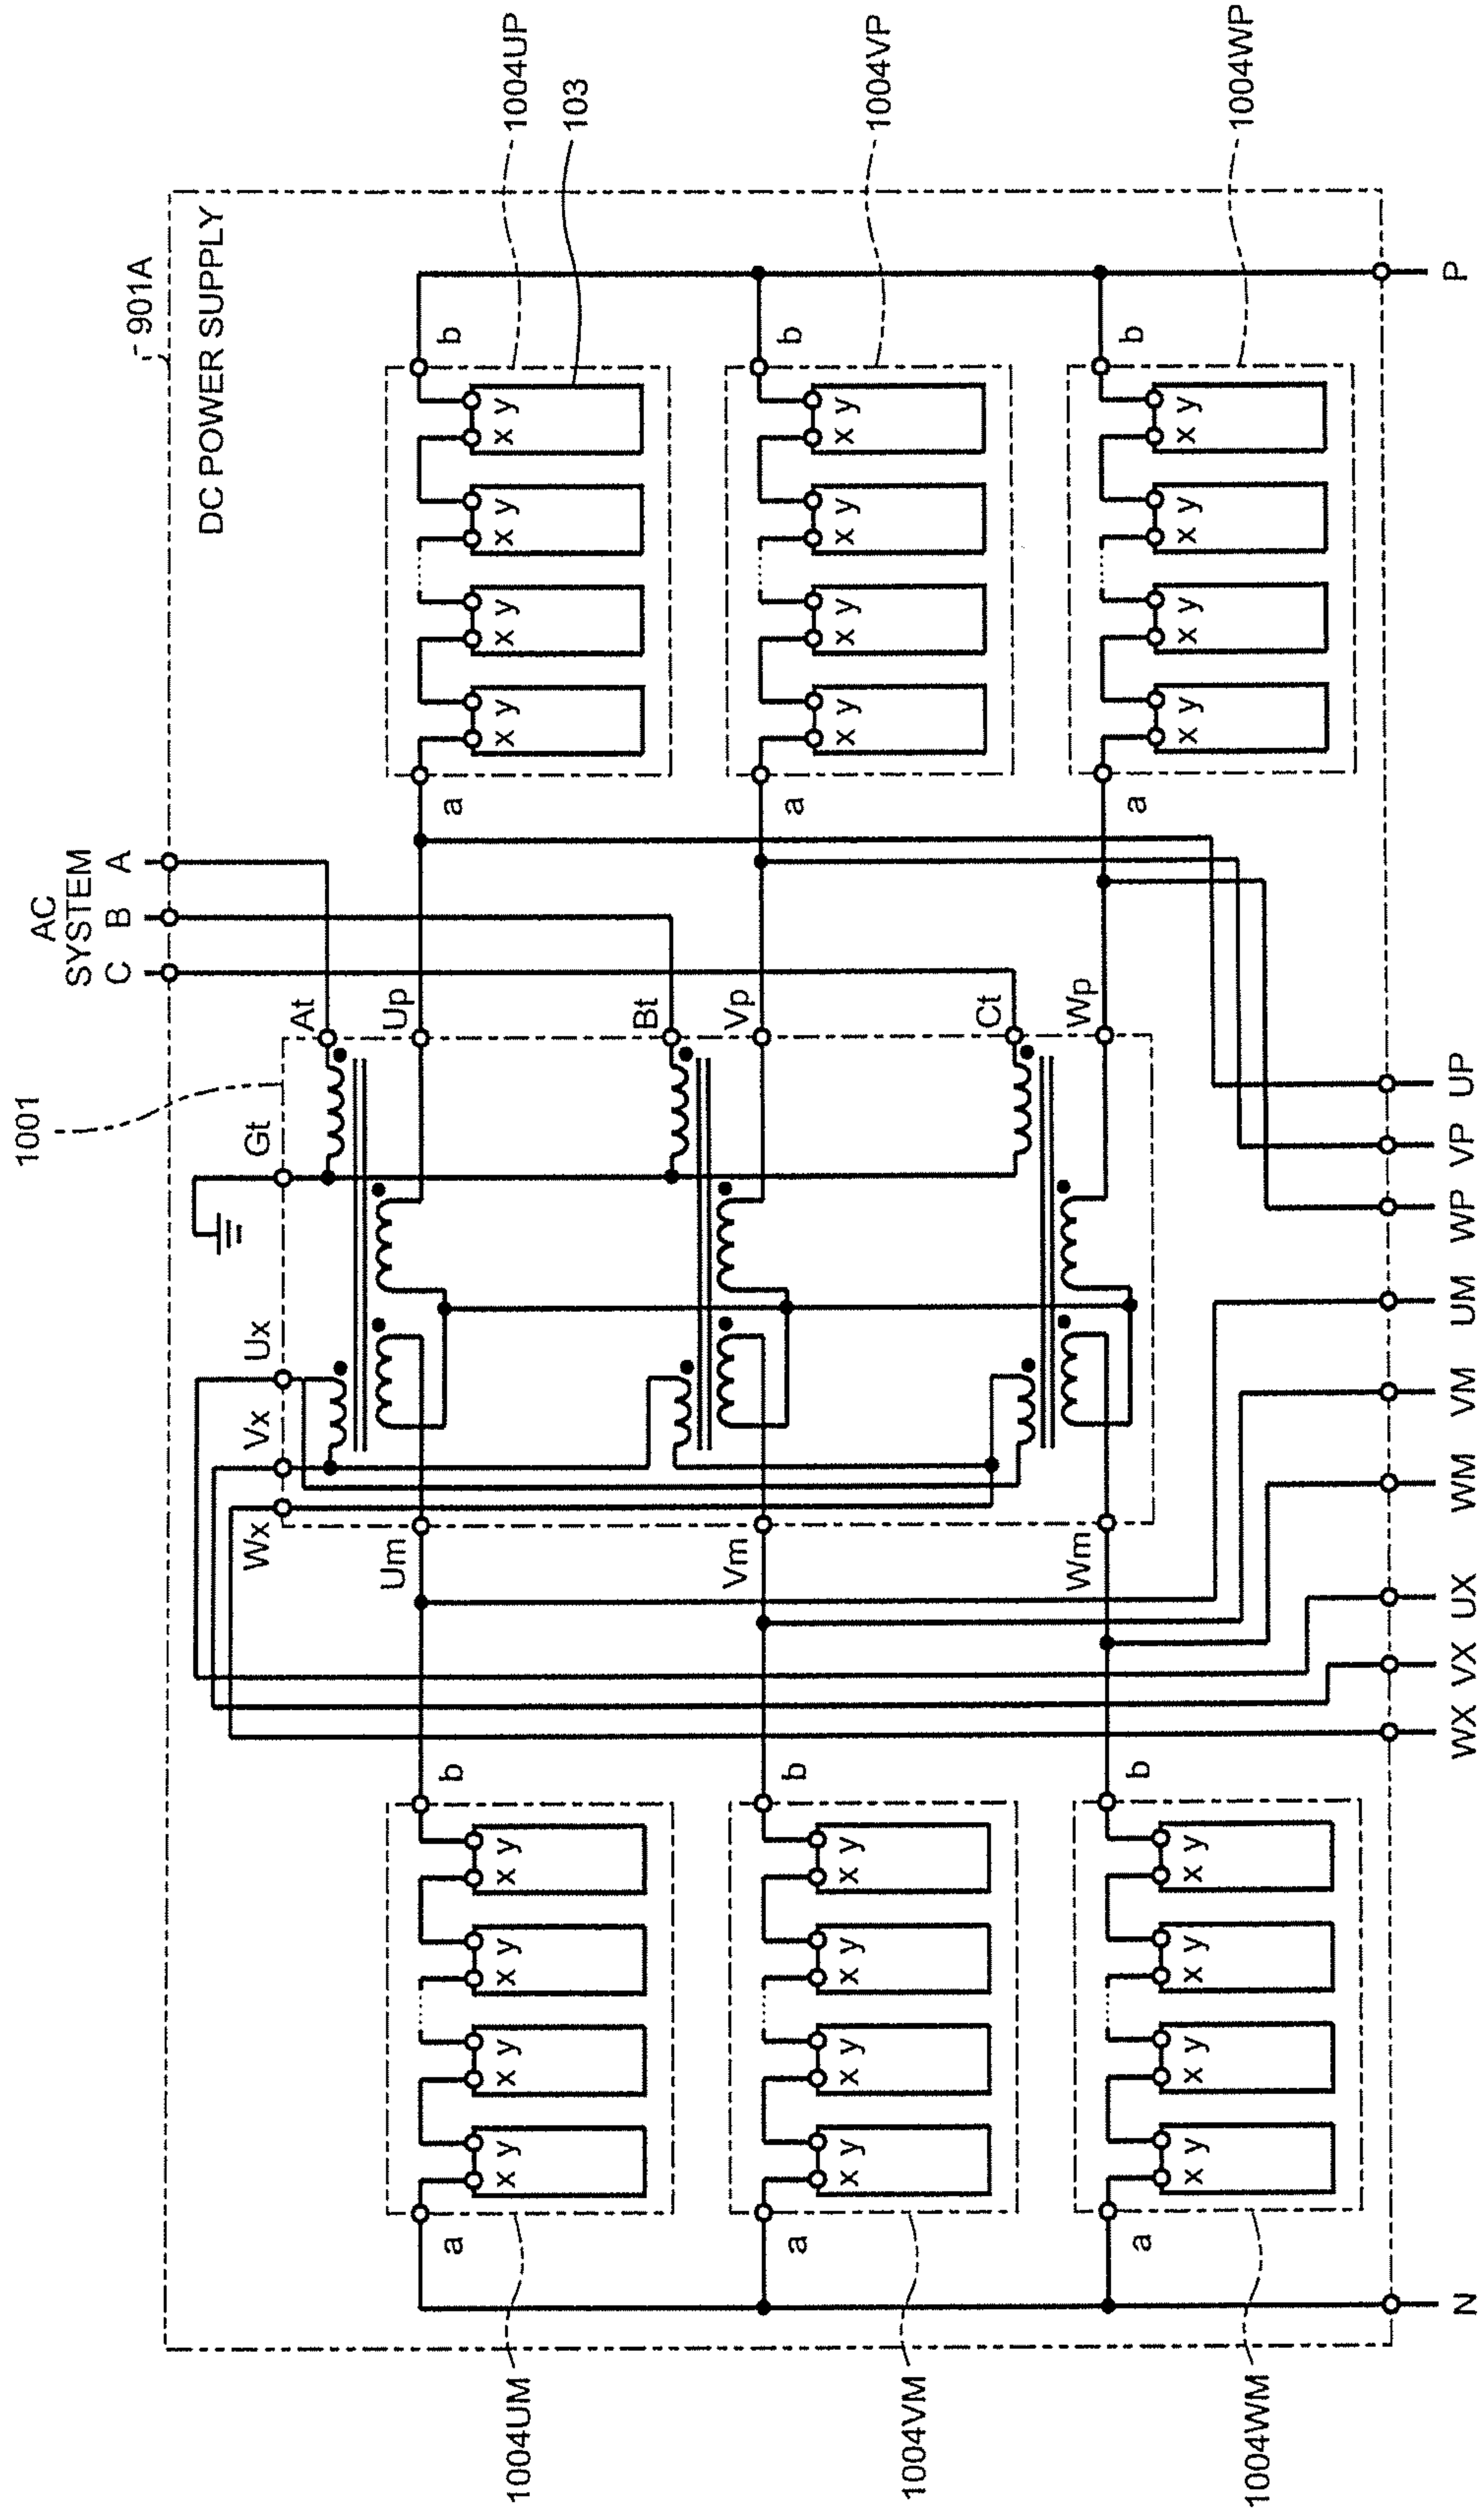 901A
DC POWER SUPPLY
AC
SYSTEM
C B A
1001
1004UM
1004VM
1004WM
1004UP
103
1004VP
1004WP
a
x y
x y
x y
x y
b
Um
Wx
Vx
Ux
Gt
At
Up
a
x y
x y
x y
x y
b
a
x y
x y
x y
x y
b
Vm
Bt
Vp
a
x y
x y
x y
x y
b
a
x y
x y
x y
x y
b
Wm
Ct
Wp
a
x y
x y
x y
x y
b
N
WX
VX
UX
WM
VM
UM
WP
VP
UP
P